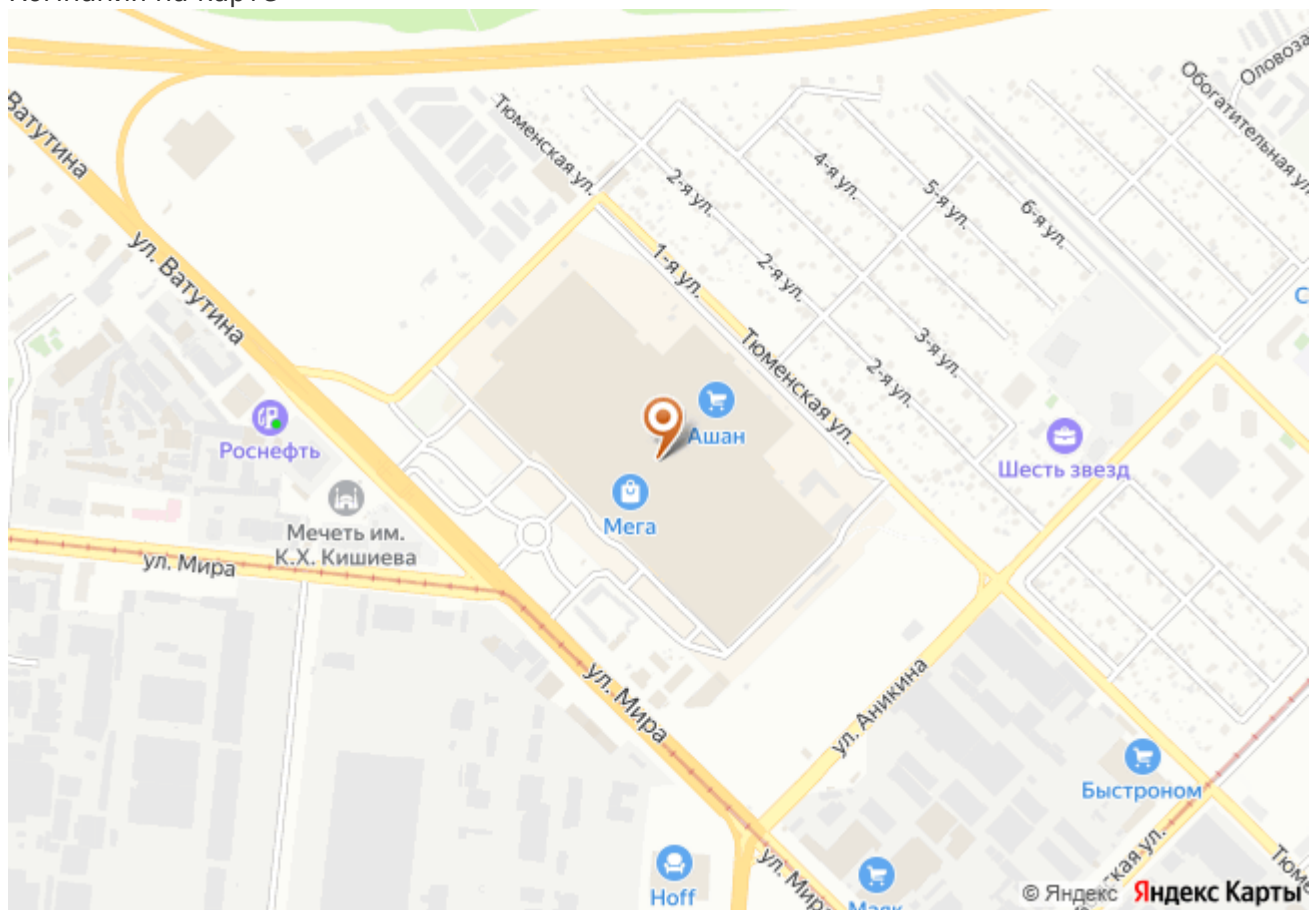 Оловоза
Обогатительная ул.
Ватутина
Тюменская ул.
4-я ул.
2-я ул.
5-я ул.
6-я ул.
ул. Ватутина
1-я ул.
2-я ул.
3-я ул.
Тюменская ул.
2-я ул.
Ашан
Роснефть
Шесть звезд
Мега
Мечеть им.
К.Х. Кишиева
ул. Мира
ул. Мира
ул. Аникина
Быстроном
ул. Мира
Hoff
Маяк
© Яндекс Яндекс Карты